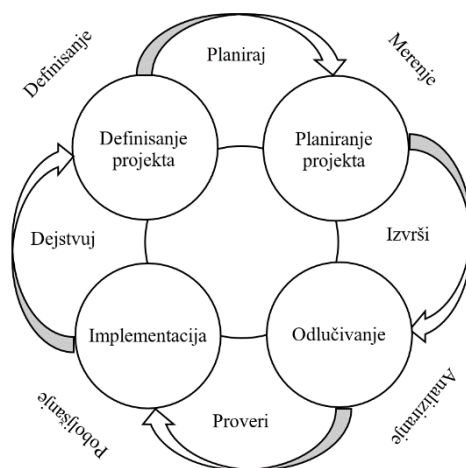 Definisanje
Planiraj
Merenje
Definisanje
projekta
Planiranje
projekta
Dejstvuj
Izvrši
Implementacija
Odlučivanje
Poboljšanje
Proveri
Analiziranje